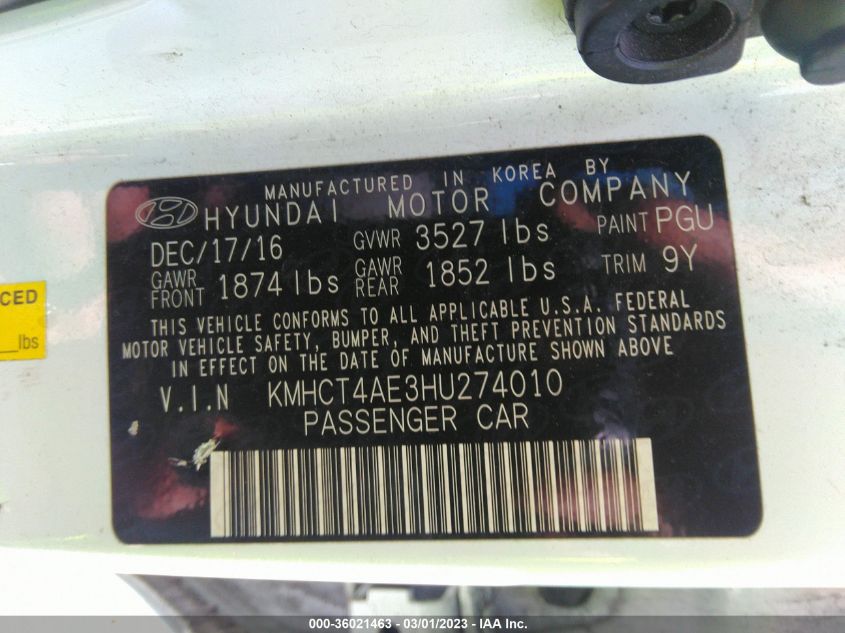 MANUFACTURED IN KOREA BY
HYUNDAI MOTOR COMPANY
DEC/17/16 GVWR 3527 lbs PAINT PGU
GAWR FRONT 1874 lbs GAWR REAR 1852 lbs TRIM 9Y
THIS VEHICLE CONFORMS TO ALL APPLICABLE U.S.A. FEDERAL
MOTOR VEHICLE SAFETY, BUMPER, AND THEFT PREVENTION STANDARDS
IN EFFECT ON THE DATE OF MANUFACTURE SHOWN ABOVE
V.I.N KMHCT4AE3HU274010
PASSENGER CAR
CED
lbs
000-36021463 - 03/01/2023 - IAA Inc.